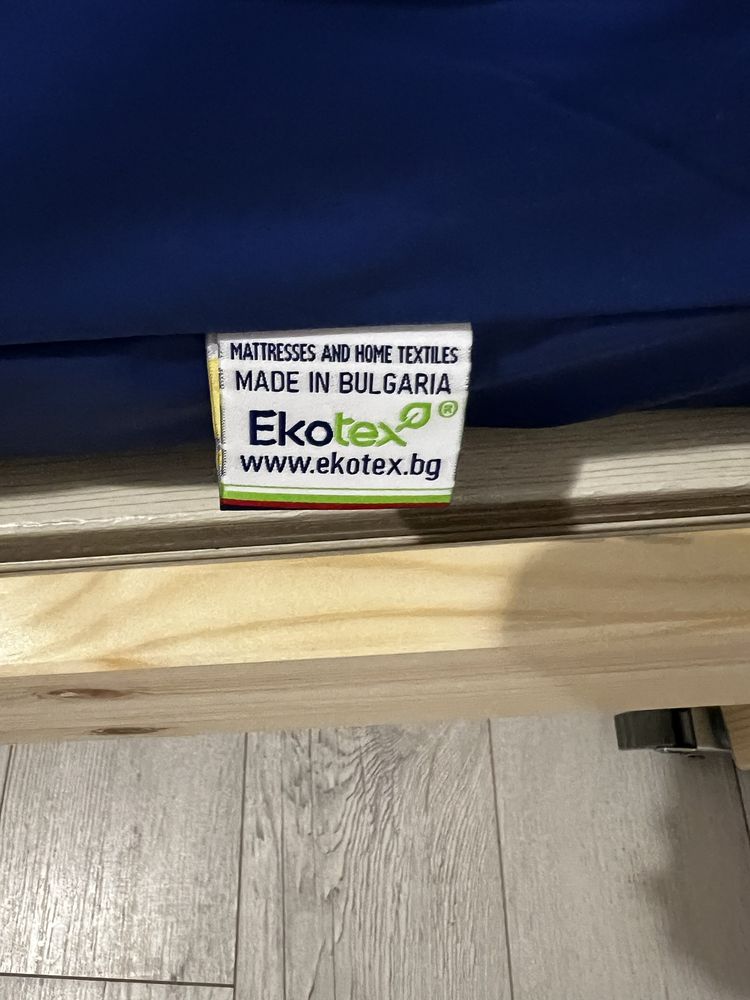 MATTRESSES AND HOME TEXTILES
MADE IN BULGARIA
Ekotex®
www.ekotex.bg